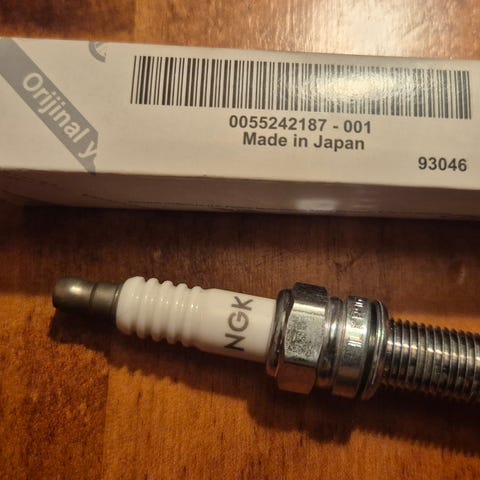 Orijinal y
0055242187 - 001
Made in Japan
93046
NGK